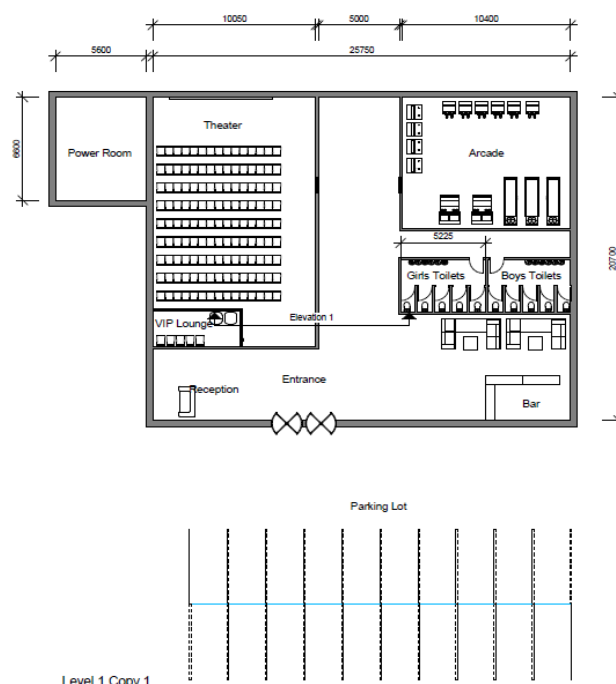 10050
5000
10400
5600
25750
Theater
Power Room
Arcade
6600
20700
5225
Girls Toilets
Boys Toilets
VIP Lounge
Elevation 1
Entrance
Reception
Bar
Parking Lot
Level 1 Copy 1